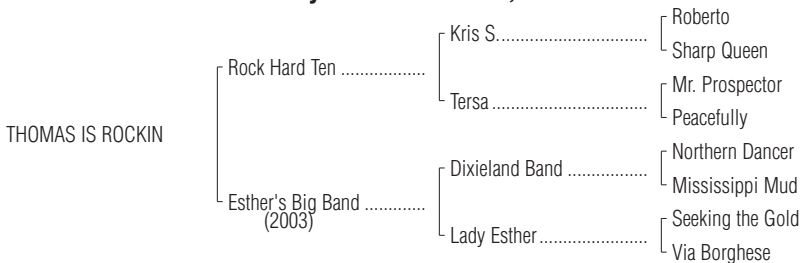 Roberto
Kris S.................................
Sharp Queen
Rock Hard Ten ..................
Mr. Prospector
Tersa ..................................
Peacefully
THOMAS IS ROCKIN
Northern Dancer
Dixieland Band .................
Mississippi Mud
Esther's Big Band .............
(2003)
Seeking the Gold
Lady Esther.......................
Via Borghese